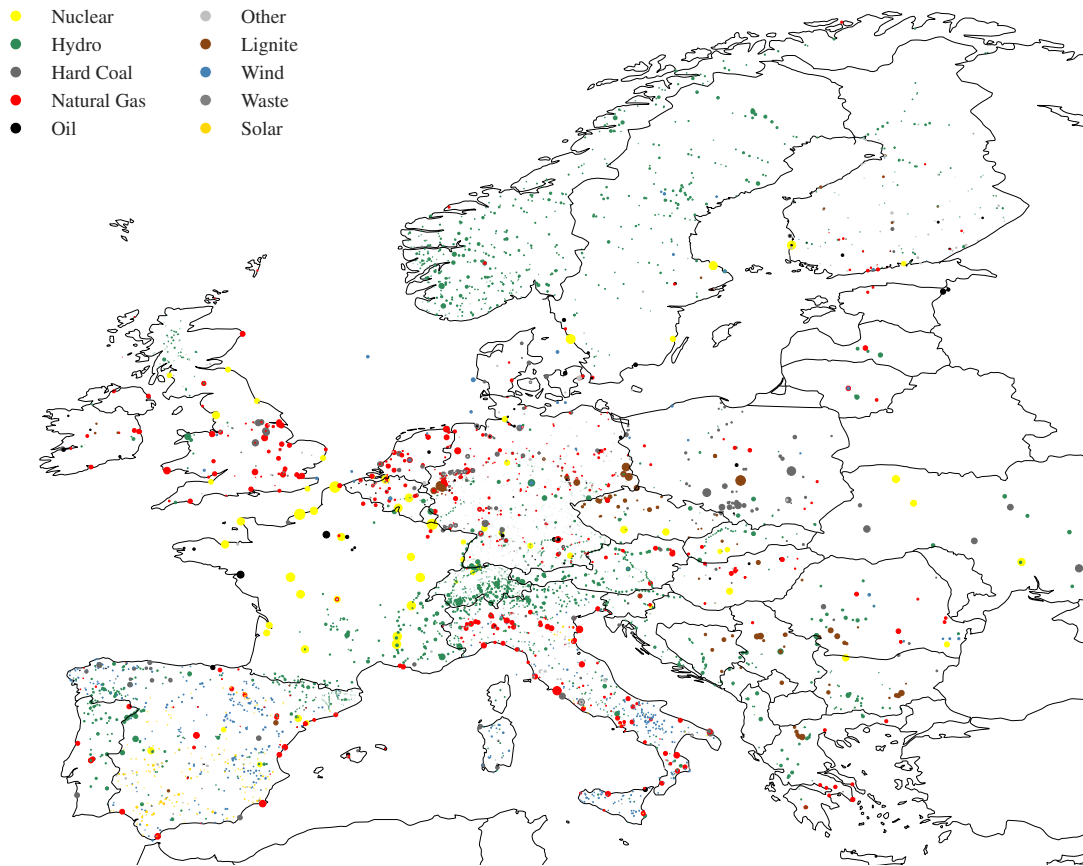 Nuclear
Hydro
Hard Coal
Natural Gas
Oil
Other
Lignite
Wind
Waste
Solar